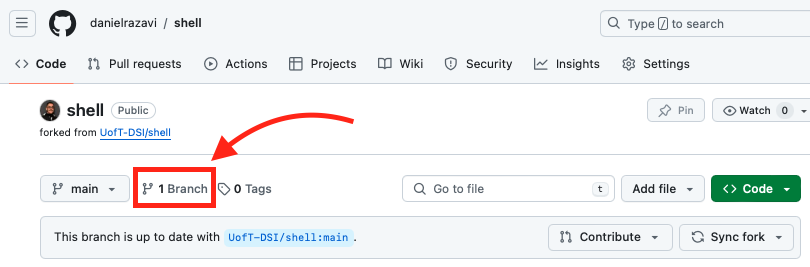 danielrazavi / shell
Type / to search
Code Pull requests Actions Projects Wiki Security Insights Settings
shell Public Pin Watch 0
forked from UofT-DSI/shell
main 1 Branch 0 Tags Go to file t Add file Code
This branch is up to date with UofT-DSI/shell:main. Contribute Sync fork